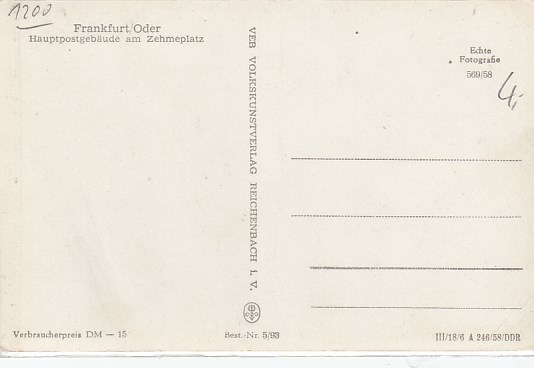 1200
Frankfurt/Oder
Hauptpostgebäude am Zehmeplatz
VEB VOLKSKUNSTVERLAG REICHENBACH I. V.
Echte
Fotografie
569/58
4,-
Verbraucherpreis DM — 15
Best.-Nr. 5/93
III/18/6 A 246/58/DDR